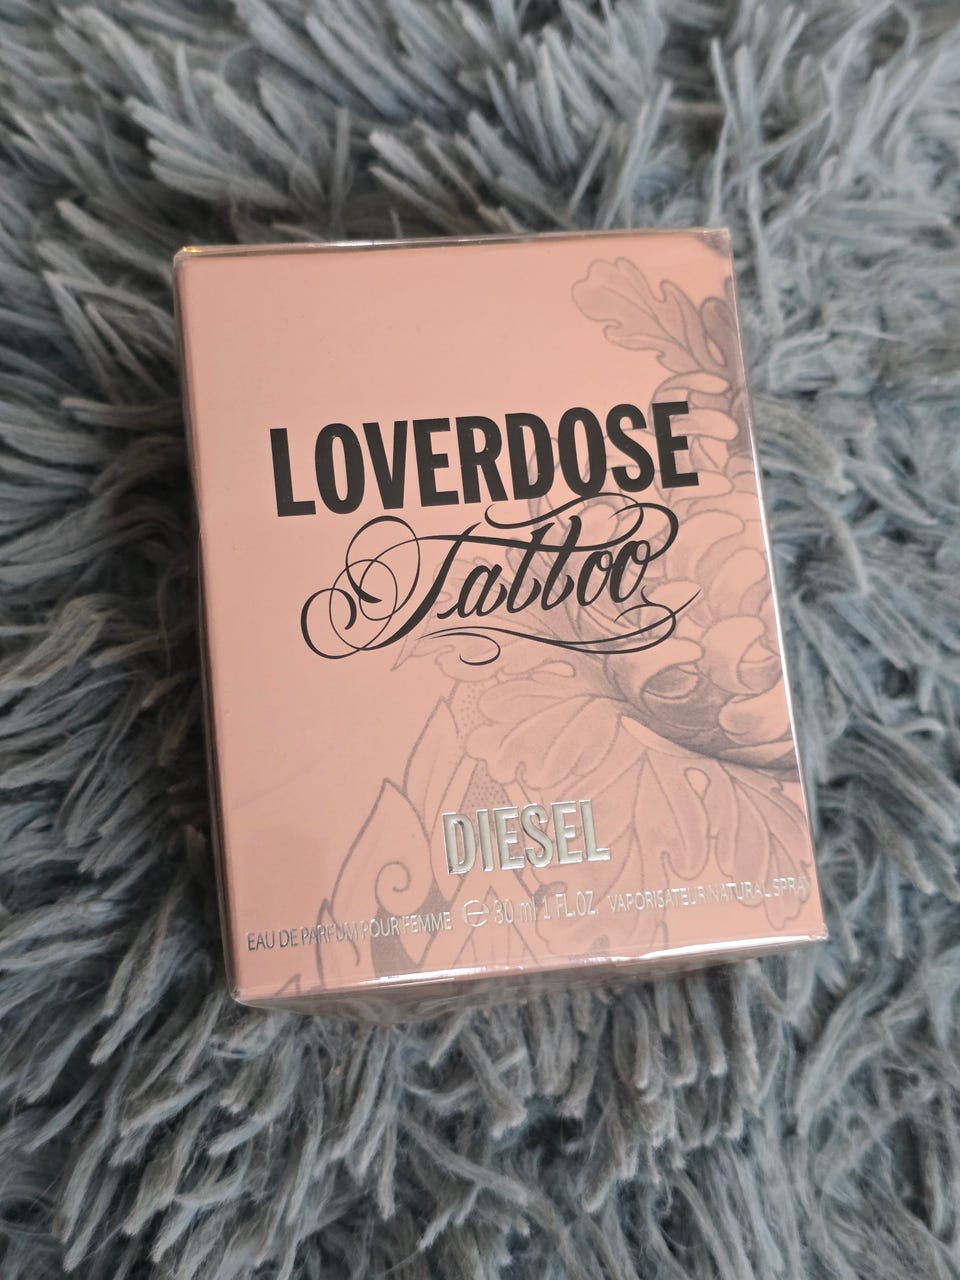 LOVERDOSE
Tattoo
DIESEL
EAU DE PARFUM POUR FEMME ℮ 30 ml 1 FL.OZ. VAPORISATEUR NATURAL SPRAY